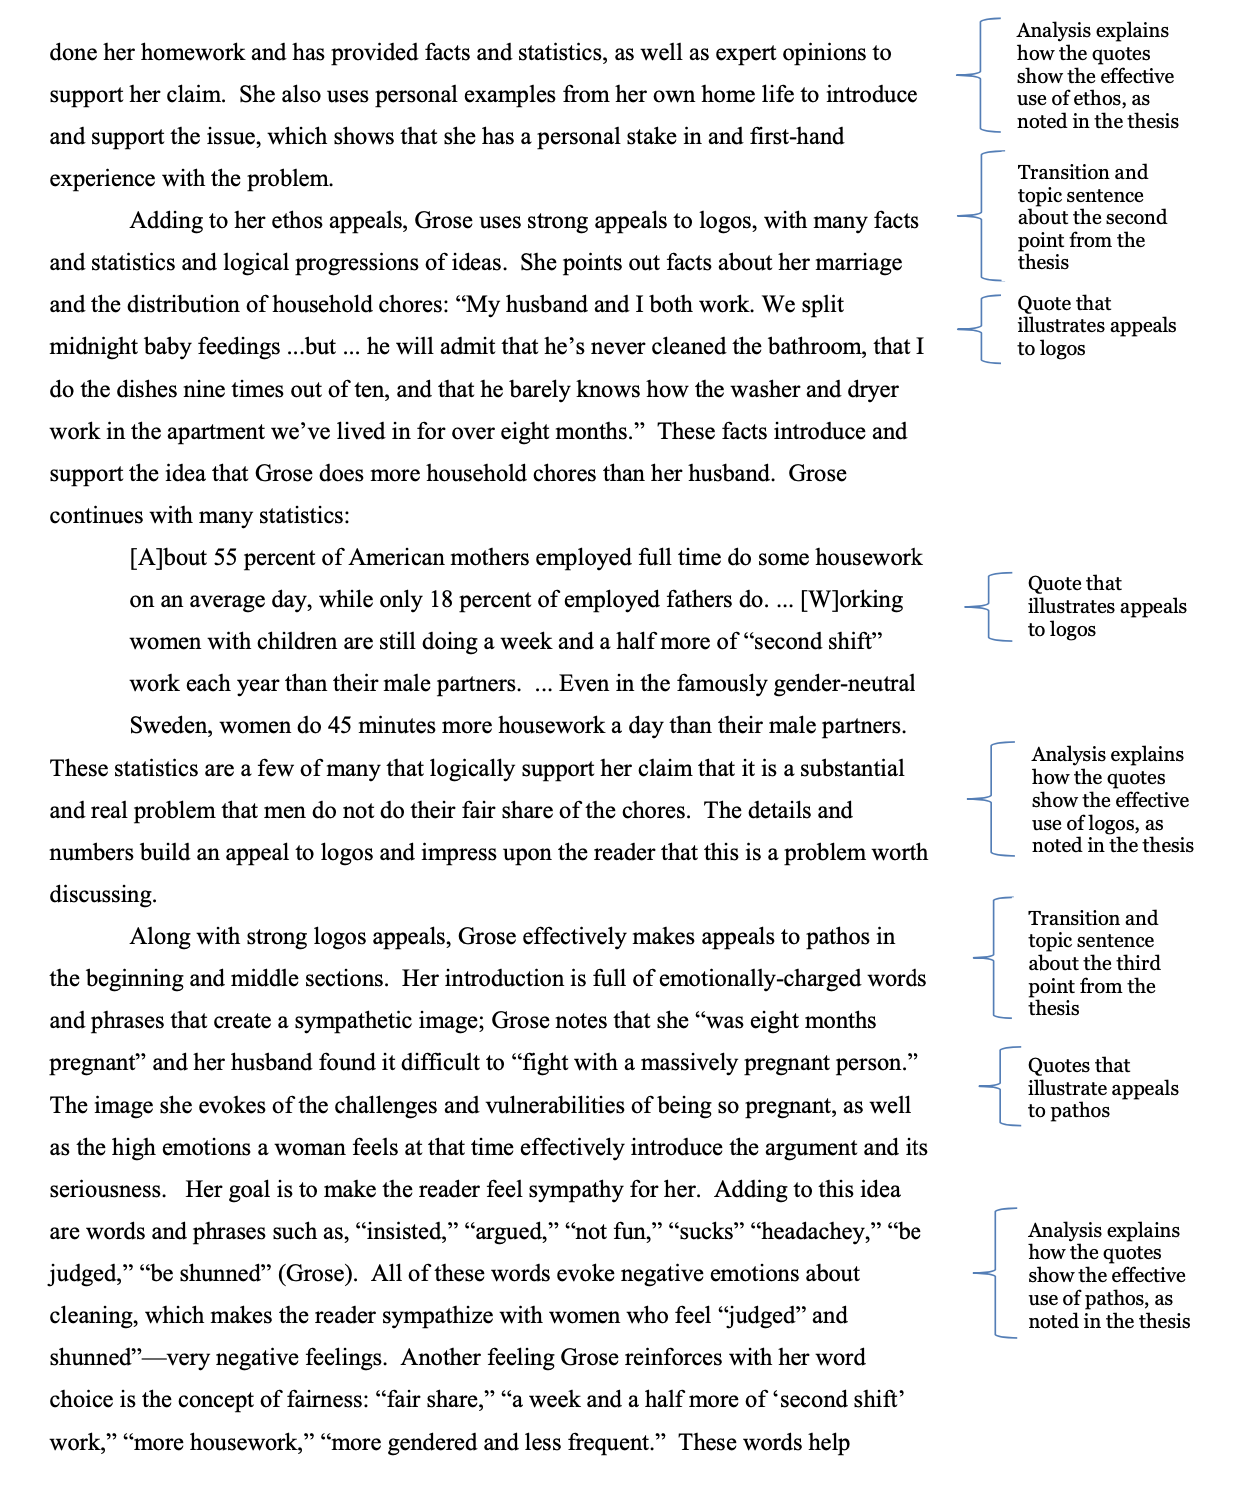 done her homework and has provided facts and statistics, as well as expert opinions to
support her claim.  She also uses personal examples from her own home life to introduce
and support the issue, which shows that she has a personal stake in and first-hand
experience with the problem.
Analysis explains
how the quotes
show the effective
use of ethos, as
noted in the thesis
Adding to her ethos appeals, Grose uses strong appeals to logos, with many facts
and statistics and logical progressions of ideas.  She points out facts about her marriage
and the distribution of household chores: “My husband and I both work. We split
midnight baby feedings ...but ... he will admit that he’s never cleaned the bathroom, that I
do the dishes nine times out of ten, and that he barely knows how the washer and dryer
work in the apartment we’ve lived in for over eight months.”  These facts introduce and
support the idea that Grose does more household chores than her husband.  Grose
continues with many statistics:
Transition and
topic sentence
about the second
point from the
thesis
Quote that
illustrates appeals
to logos
[A]bout 55 percent of American mothers employed full time do some housework
on an average day, while only 18 percent of employed fathers do. ... [W]orking
women with children are still doing a week and a half more of “second shift”
work each year than their male partners.  ... Even in the famously gender-neutral
Sweden, women do 45 minutes more housework a day than their male partners.
Quote that
illustrates appeals
to logos
These statistics are a few of many that logically support her claim that it is a substantial
and real problem that men do not do their fair share of the chores.  The details and
numbers build an appeal to logos and impress upon the reader that this is a problem worth
discussing.
Analysis explains
how the quotes
show the effective
use of logos, as
noted in the thesis
Along with strong logos appeals, Grose effectively makes appeals to pathos in
the beginning and middle sections.  Her introduction is full of emotionally-charged words
and phrases that create a sympathetic image; Grose notes that she “was eight months
pregnant” and her husband found it difficult to “fight with a massively pregnant person.”
The image she evokes of the challenges and vulnerabilities of being so pregnant, as well
as the high emotions a woman feels at that time effectively introduce the argument and its
seriousness.   Her goal is to make the reader feel sympathy for her.  Adding to this idea
are words and phrases such as, “insisted,” “argued,” “not fun,” “sucks” “headachey,” “be
judged,” “be shunned” (Grose).  All of these words evoke negative emotions about
cleaning, which makes the reader sympathize with women who feel “judged” and
shunned”—very negative feelings.  Another feeling Grose reinforces with her word
choice is the concept of fairness: “fair share,” “a week and a half more of ‘second shift’
work,” “more housework,” “more gendered and less frequent.”  These words help
Transition and
topic sentence
about the third
point from the
thesis
Quotes that
illustrate appeals
to pathos
Analysis explains
how the quotes
show the effective
use of pathos, as
noted in the thesis